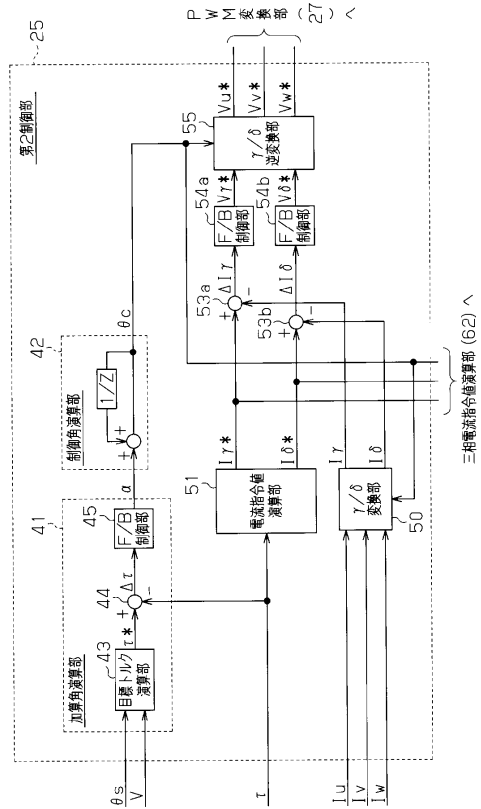 25
第2制御部
41
加算角演算部
θs
V
43
目標トルク
演算部
τ*
+
44
−
Δτ
45
F/B
制御部
α
42
制御角演算部
1/Z
+
+
θc
τ
51
電流指令値
演算部
Iγ*
Iδ*
53a
+
−
ΔIγ
53b
+
−
ΔIδ
54a
F/B
制御部
Vγ*
54b
F/B
制御部
Vδ*
55
γ/δ
逆変換部
Vu*
Vv*
Vw*
PWM変換部(27)へ
Iu
Iv
Iw
γ/δ
変換部
50
Iγ
Iδ
三相電流指令値演算部(62)へ